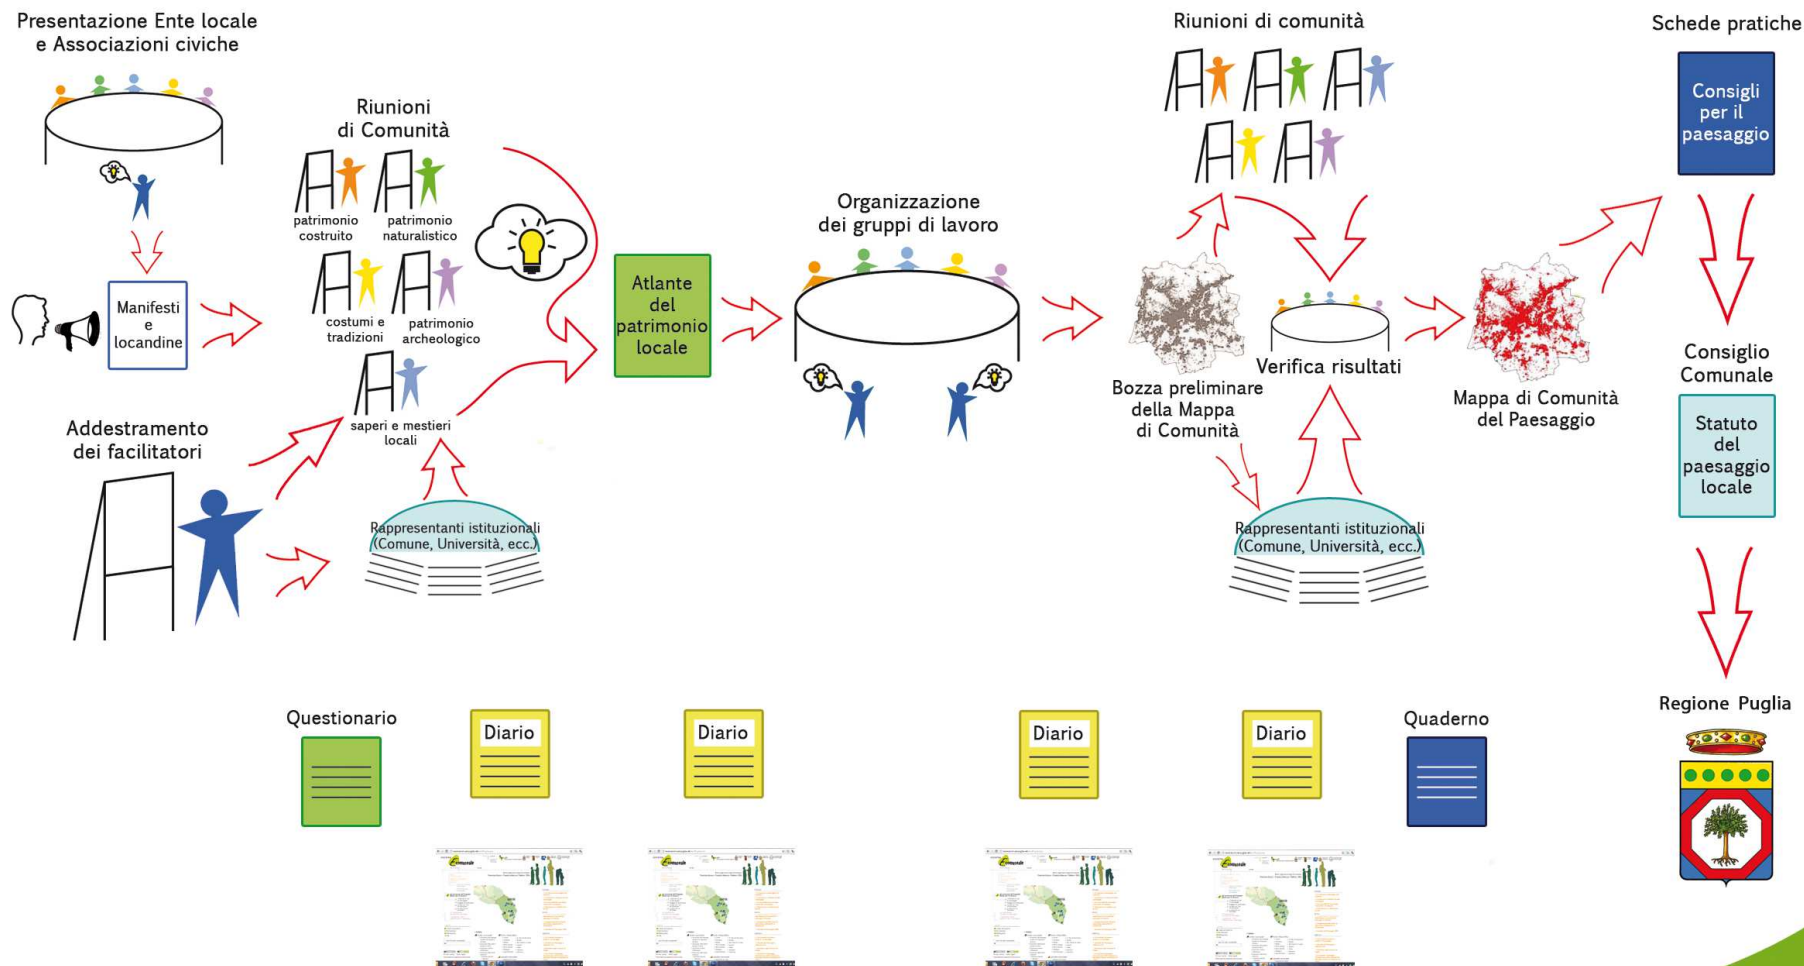 Presentazione Ente locale
e Associazioni civiche
Manifesti
e
locandine
Addestramento
dei facilitatori
Riunioni
di Comunità
patrimonio
costruito
patrimonio
naturalistico
costumi e
tradizioni
patrimonio
archeologico
saperi e mestieri
locali
Rappresentanti istituzionali
(Comune, Università, ecc.)
Atlante
del
patrimonio
locale
Organizzazione
dei gruppi di lavoro
Riunioni di comunità
Bozza preliminare
della Mappa
di Comunità
Verifica risultati
Rappresentanti istituzionali
(Comune, Università, ecc.)
Mappa di Comunità
del Paesaggio
Schede pratiche
Consigli
per il
paesaggio
Consiglio
Comunale
Statuto
del
paesaggio
locale
Regione Puglia
Questionario
Diario
Diario
Diario
Diario
Quaderno